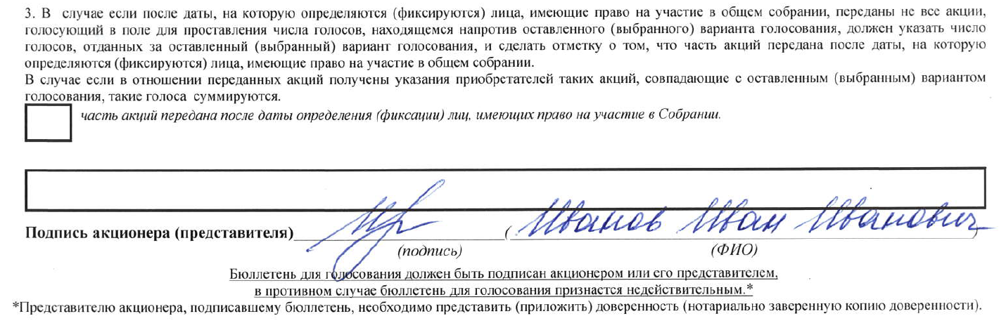 3. В случае если после даты, на которую определяются (фиксируются) лица, имеющие право на участие в общем собрании, переданы не все акции,
голосующий в поле для проставления числа голосов, находящемся напротив оставленного (выбранного) варианта голосования, должен указать число
голосов, отданных за оставленный (выбранный) вариант голосования, и сделать отметку о том, что часть акций передана после даты, на которую
определяются (фиксируются) лица, имеющие право на участие в общем собрании.
В случае если в отношении переданных акций получены указания приобретателей таких акций, совпадающие с оставленным (выбранным) вариантом
голосования, такие голоса суммируются.
часть акций передана после даты определения (фиксации) лиц, имеющих право на участие в Собрании.
Подпись акционера (представителя) (Иванов Иван Иванович)
(подпись) (ФИО)
Бюллетень для голосования должен быть подписан акционером или его представителем,
в противном случае бюллетень для голосования признается недействительным.*
*Представителю акционера, подписавшему бюллетень, необходимо представить (приложить) доверенность (нотариально заверенную копию доверенности).